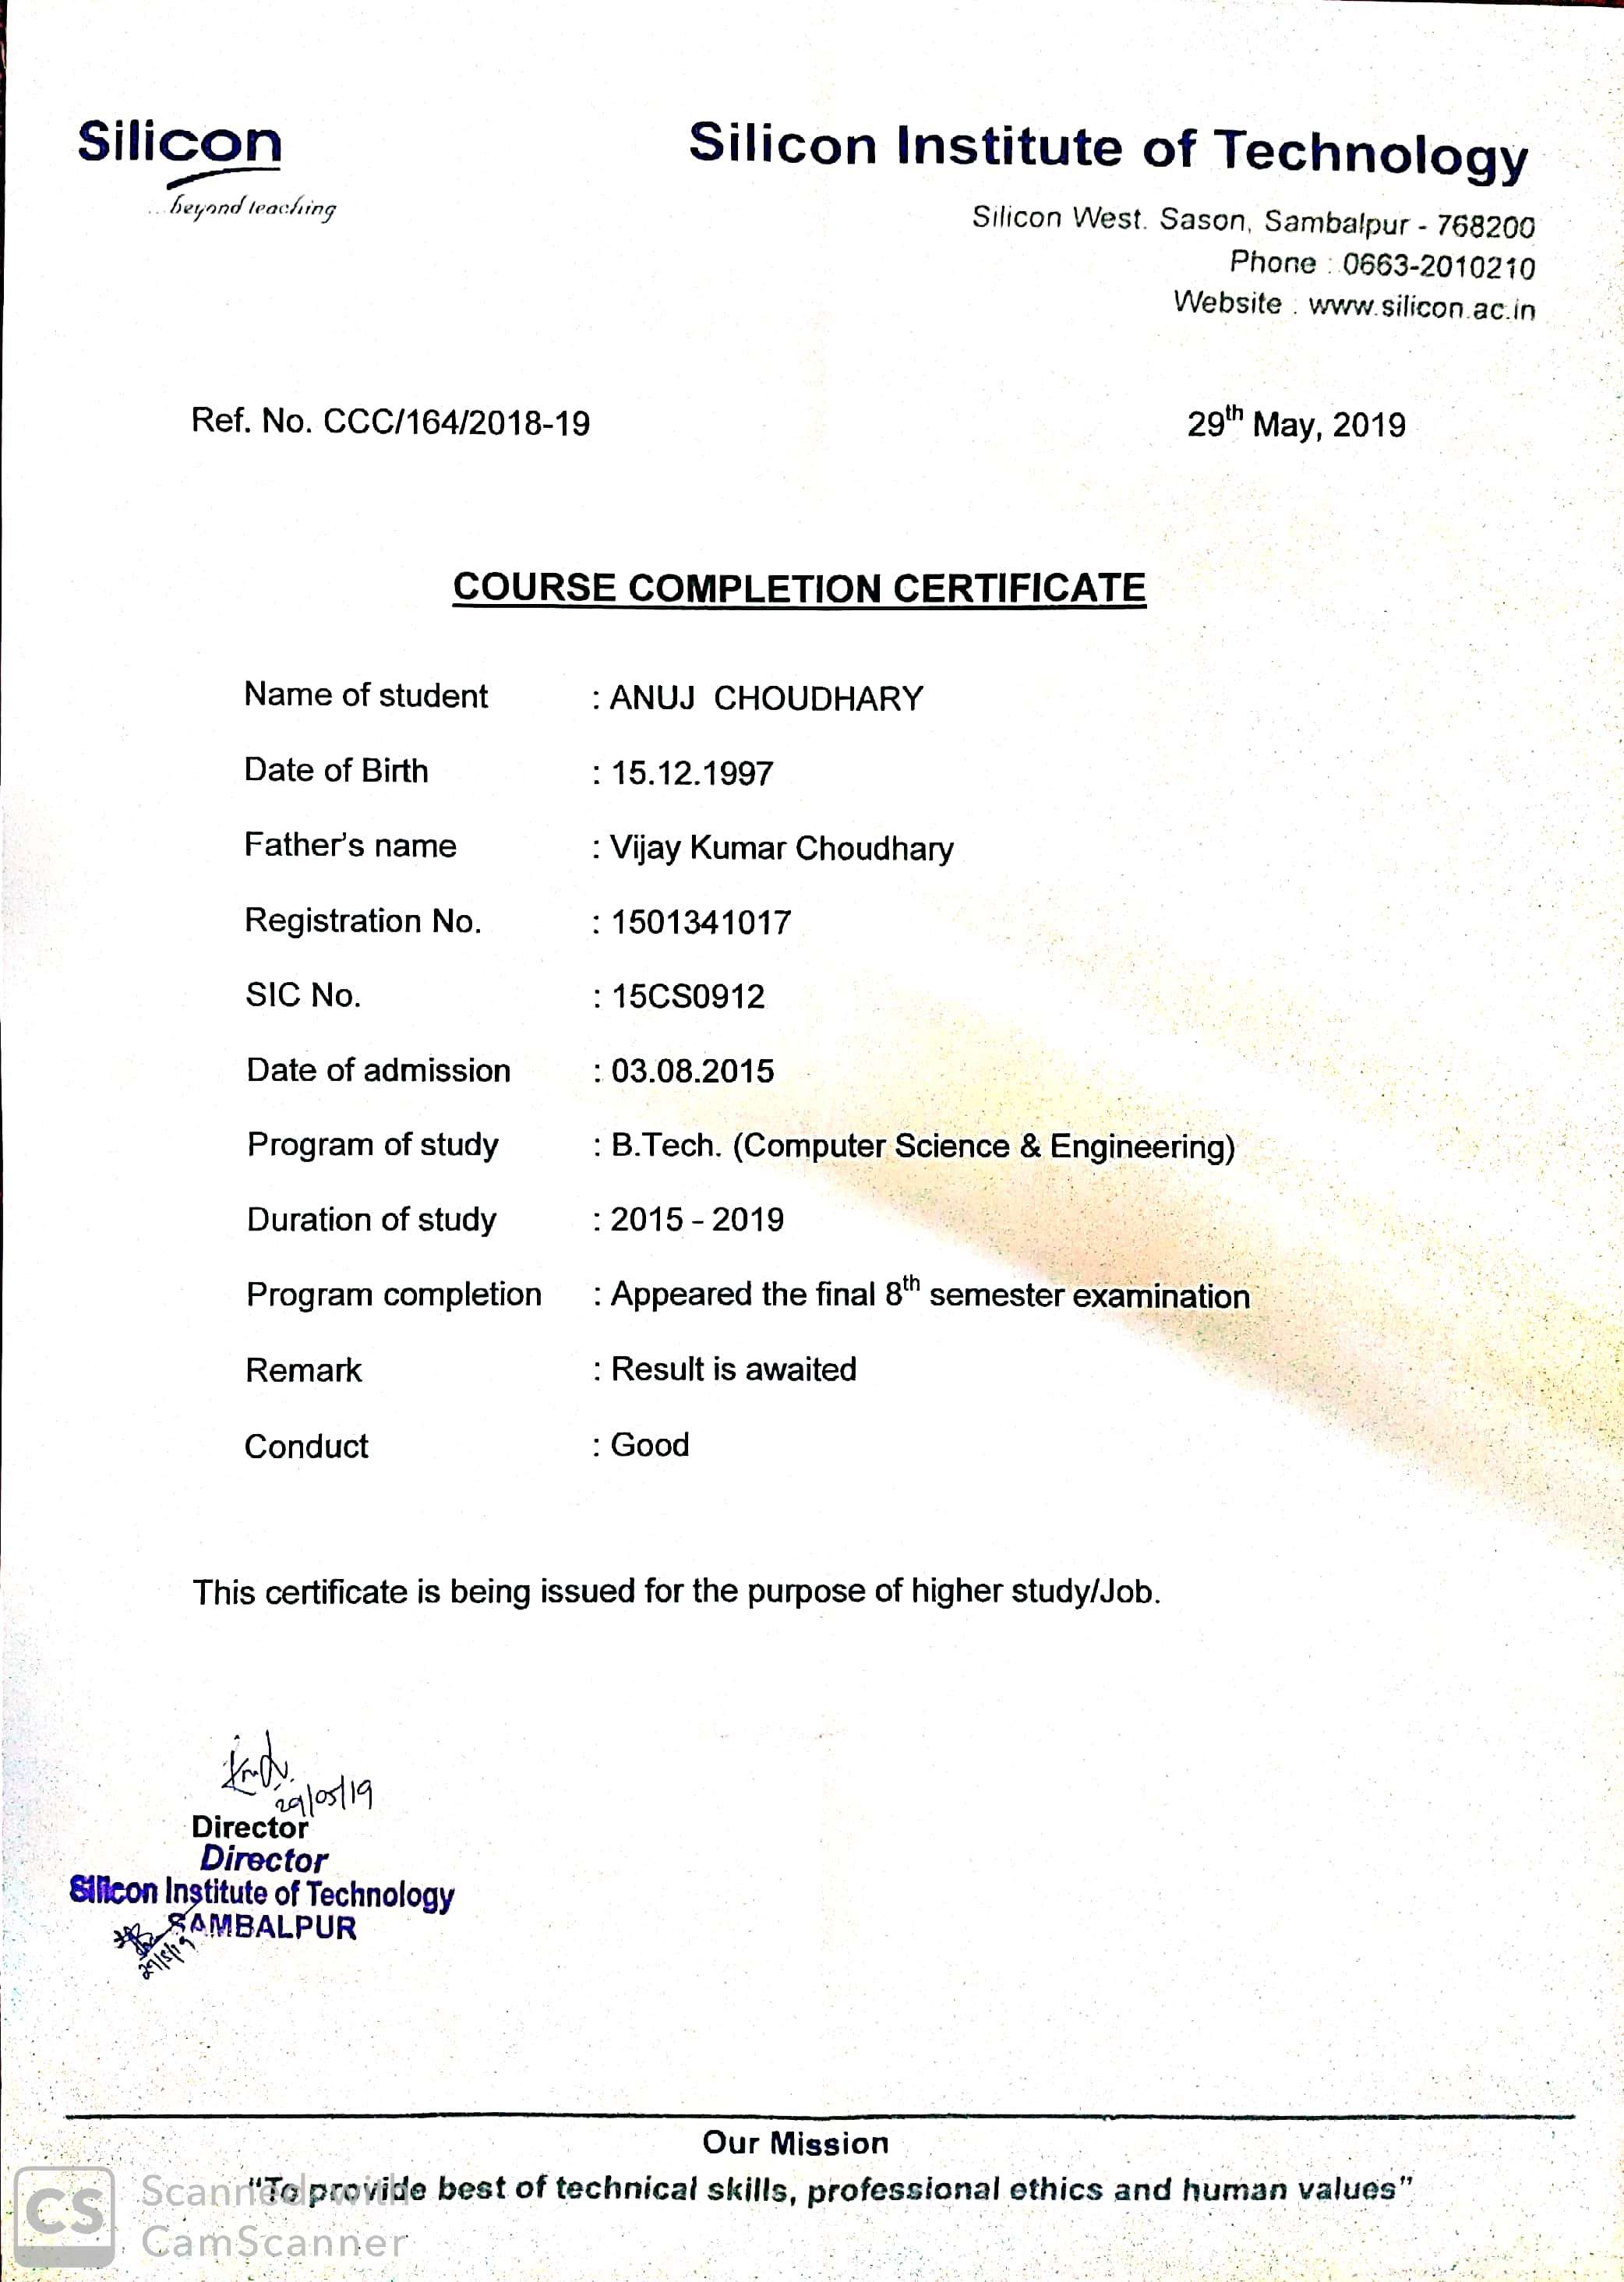 Silicon
...beyond teaching
Silicon Institute of Technology
Silicon West. Sason, Sambalpur - 768200
Phone : 0663-2010210
Website : www.silicon.ac.in
Ref. No. CCC/164/2018-19
29th May, 2019
COURSE COMPLETION CERTIFICATE
Name of student : ANUJ CHOUDHARY
Date of Birth : 15.12.1997
Father's name : Vijay Kumar Choudhary
Registration No. : 1501341017
SIC No. : 15CS0912
Date of admission : 03.08.2015
Program of study : B.Tech. (Computer Science & Engineering)
Duration of study : 2015 - 2019
Program completion : Appeared the final 8th semester examination
Remark : Result is awaited
Conduct : Good
This certificate is being issued for the purpose of higher study/Job.
29/05/19
Director
Director
Silicon Institute of Technology
SAMBALPUR
29/5/19
Our Mission
"To provide best of technical skills, professional ethics and human values"
CS
Scanned with
CamScanner